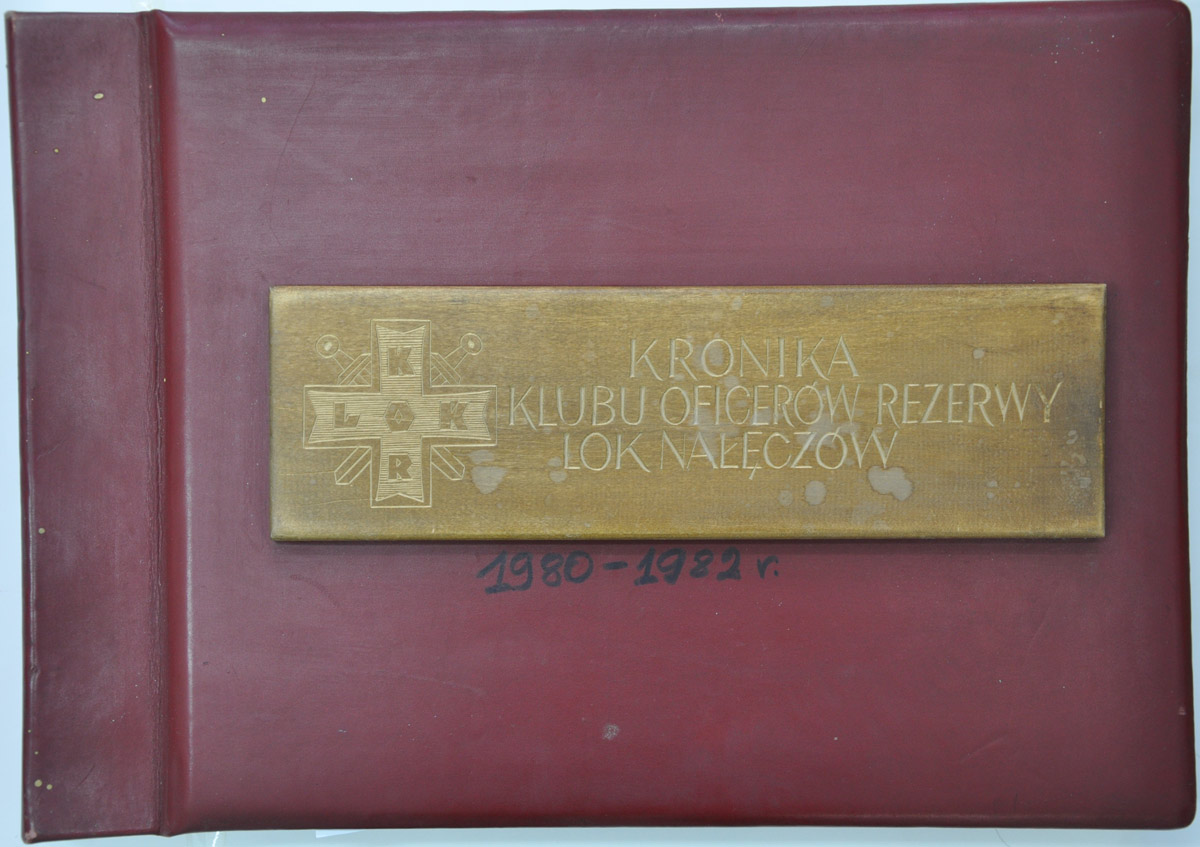 K
L O K
R
KRONIKA
KLUBU OFICERÓW REZERWY
LOK NAŁĘCZÓW
1980-1982 r.